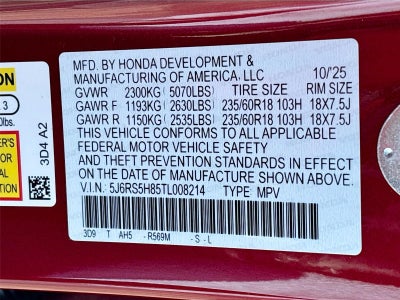 MFD. BY HONDA DEVELOPMENT &
MANUFACTURING OF AMERICA, LLC 10/'25
GVWR 2300KG (5070LBS) TIRE SIZE RIM SIZE
GAWR F 1193KG (2630LBS) 235/60R18 103H 18X7.5J
GAWR R 1150KG (2535LBS) 235/60R18 103H 18X7.5J
THIS VEHICLE CONFORMS TO ALL APPLICABLE
FEDERAL MOTOR VEHICLE SAFETY
AND THEFT PREVENTION STANDARDS IN
EFFECT ON THE DATE OF
MANUFACTURE SHOWN ABOVE.
V.I.N.: 5J6RS5H85TL008214 TYPE: MPV
3D9 T AH5 - R569M - S - L
3D4 A2
ON
3
lbs.